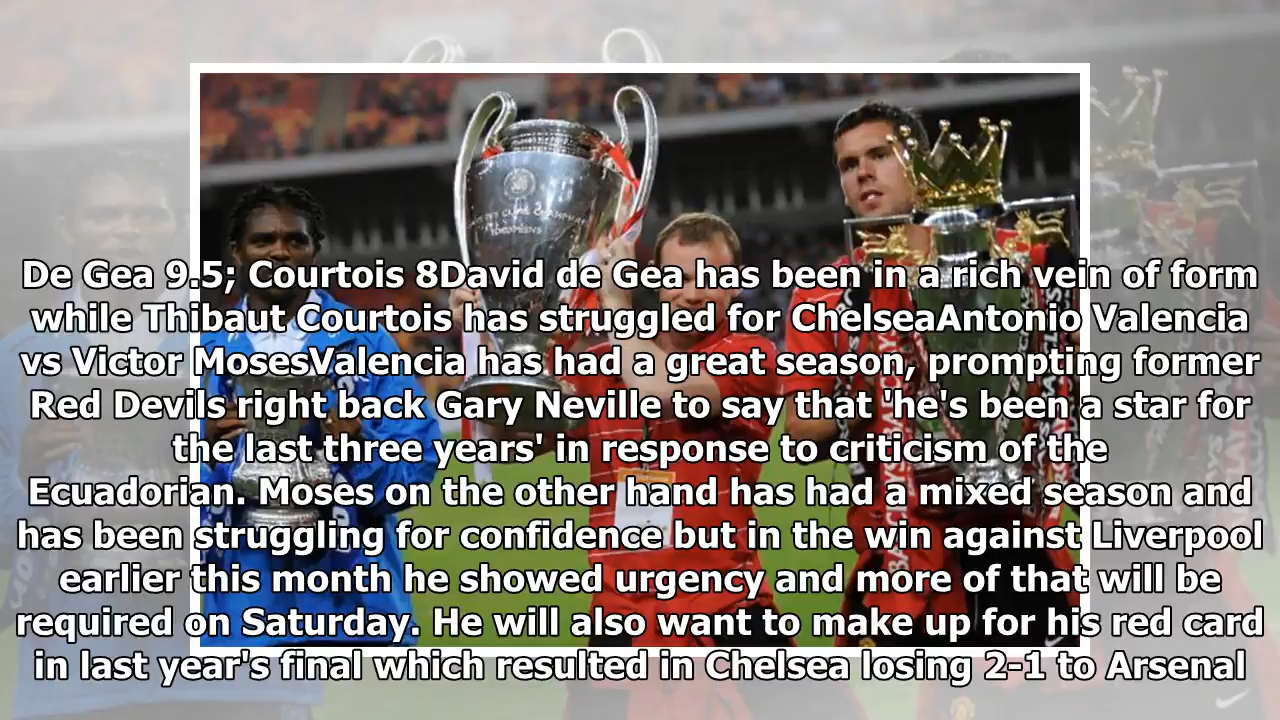 De Gea 9.5; Courtois 8David de Gea has been in a rich vein of form
while Thibaut Courtois has struggled for ChelseaAntonio Valencia
vs Victor MosesValencia has had a great season, prompting former
Red Devils right back Gary Neville to say that 'he's been a star for
the last three years' in response to criticism of the
Ecuadorian. Moses on the other hand has had a mixed season and
has been struggling for confidence but in the win against Liverpool
earlier this month he showed urgency and more of that will be
required on Saturday. He will also want to make up for his red card
in last year's final which resulted in Chelsea losing 2-1 to Arsenal